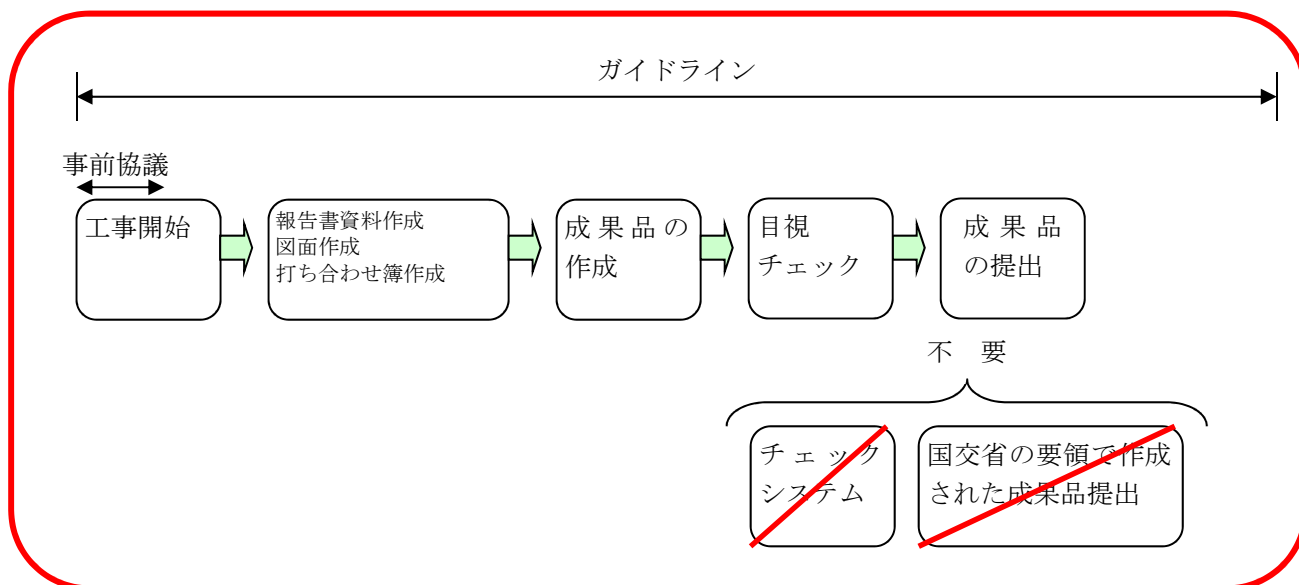 ガイドライン
事前協議
工事開始
報告書資料作成
図面作成
打ち合わせ簿作成
成果品の
作成
目視
チェック
成果品
の提出
不 要
チェック
システム
国交省の要領で作成
された成果品提出